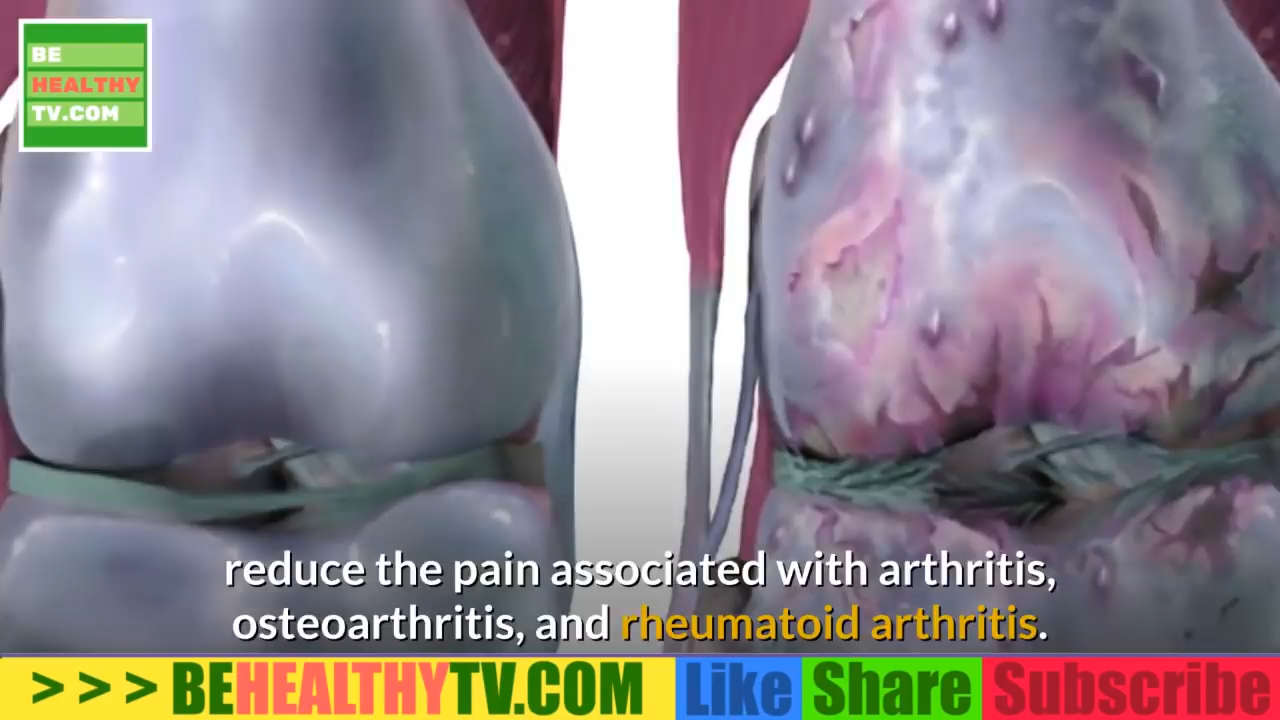 BE
HEALTHY
TV.COM
reduce the pain associated with arthritis,
osteoarthritis, and rheumatoid arthritis.
> > > BEHEALTHYTV.COM Like Share Subscribe